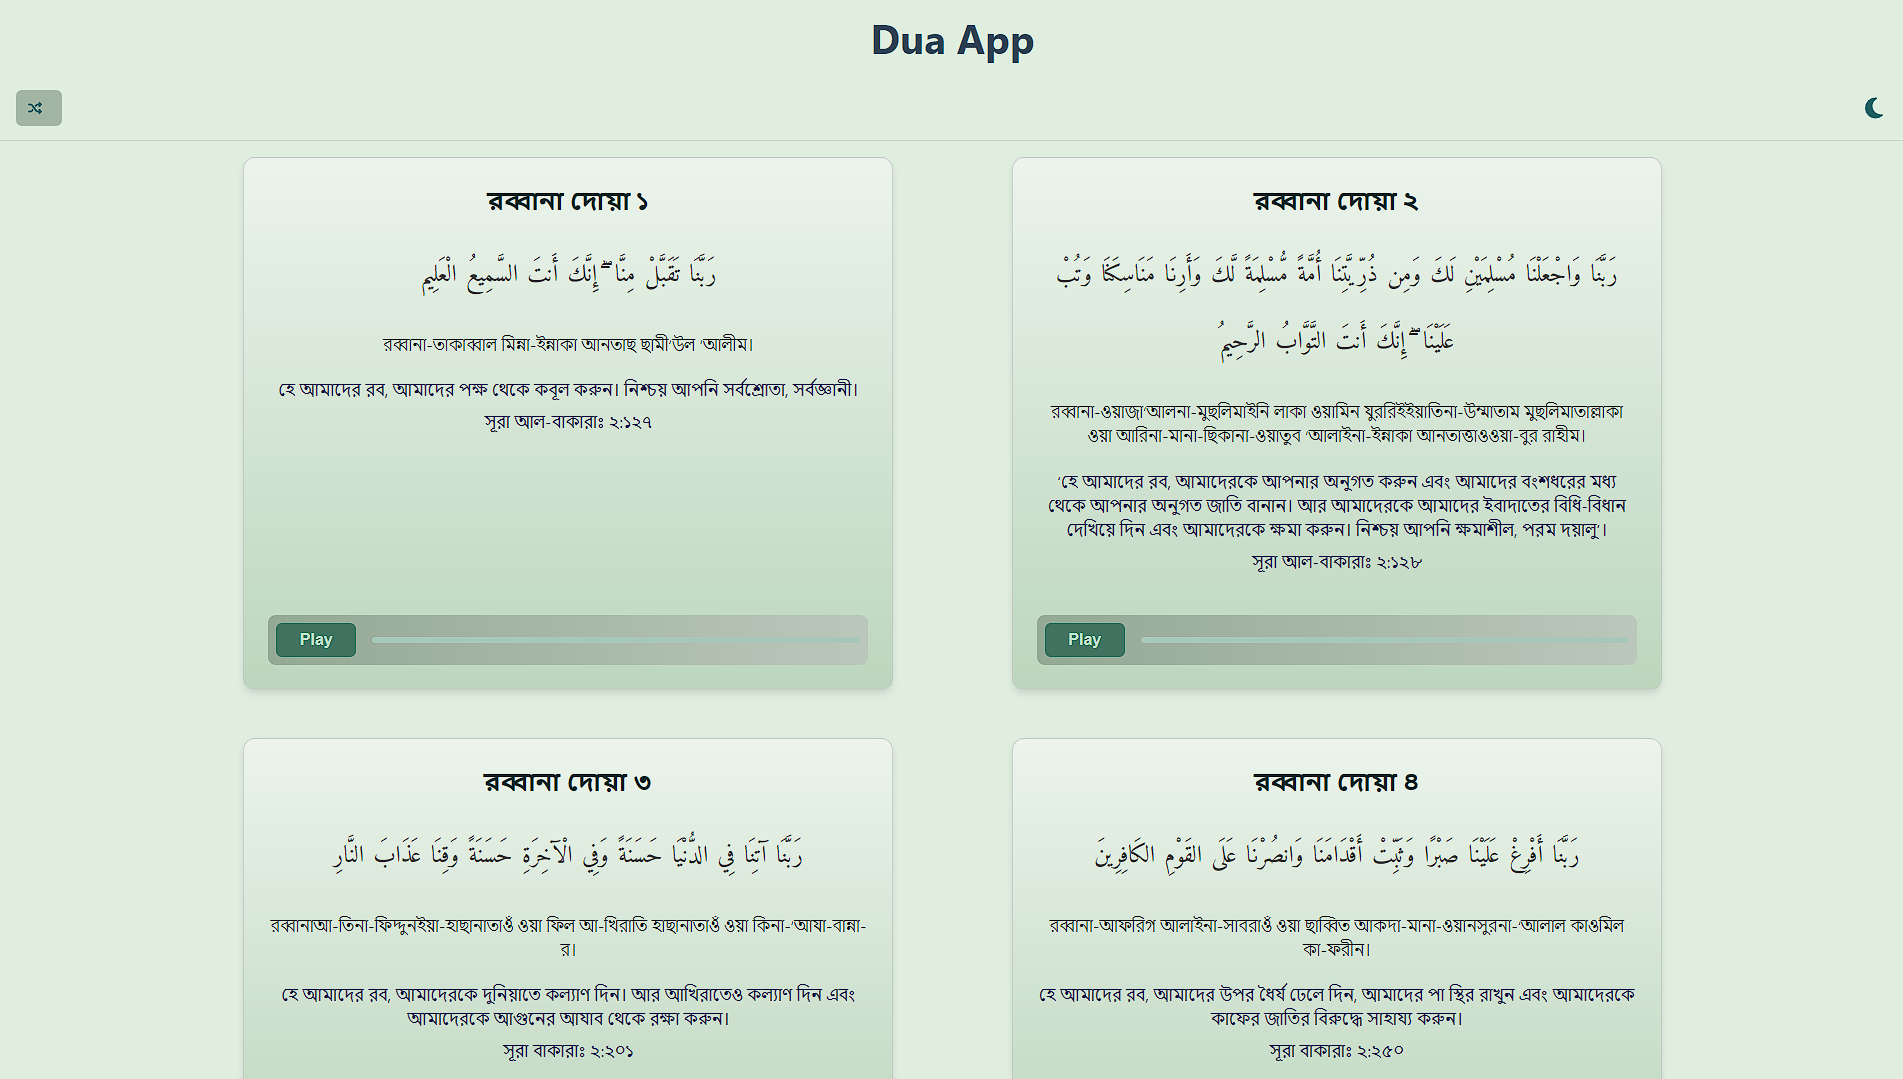 Dua App
রব্বানা দোয়া ১
رَبَّنَا تَقَبَّلْ مِنَّا ۖ إِنَّكَ أَنتَ السَّمِيعُ الْعَلِيم
রব্বানা-তাকাব্বাল মিন্না-ইন্নাকা আনতাছ ছামী‘উল ‘আলীম।
হে আমাদের রব, আমাদের পক্ষ থেকে কবূল করুন। নিশ্চয় আপনি সর্বশ্রোতা, সর্বজ্ঞানী।
সূরা আল-বাকারাঃ ২:১২৭
Play
রব্বানা দোয়া ২
رَبَّنَا وَاجْعَلْنَا مُسْلِمَيْنِ لَكَ وَمِن ذُرِّيَّتِنَا أُمَّةً مُّسْلِمَةً لَّكَ وَأَرِنَا مَنَاسِكَنَا وَتُبْ
عَلَيْنَا ۖ إِنَّكَ أَنتَ التَّوَّابُ الرَّحِيمُ
রব্বানা-ওয়াজা‘আলনা-মুছলিমাইনি লাকা ওয়ামিন যুররিইইয়াতিনা-উম্মাতাম মুছলিমাতাল্লাকা
ওয়া আরিনা-মানা-ছিকানা-ওয়াতুব ‘আলাইনা-ইন্নাকা আনতাত্তাওওয়া-বুর রাহীম।
‘হে আমাদের রব, আমাদেরকে আপনার অনুগত করুন এবং আমাদের বংশধরের মধ্য
থেকে আপনার অনুগত জাতি বানান। আর আমাদেরকে আমাদের ইবাদাতের বিধি-বিধান
দেখিয়ে দিন এবং আমাদেরকে ক্ষমা করুন। নিশ্চয় আপনি ক্ষমাশীল, পরম দয়ালু’।
সূরা আল-বাকারাঃ ২:১২৮
Play
রব্বানা দোয়া ৩
رَبَّنَا آتِنَا فِي الدُّنْيَا حَسَنَةً وَفِي الْآخِرَةِ حَسَنَةً وَقِنَا عَذَابَ النَّارِ
রব্বানাআ-তিনা-ফিদ্দুনইয়া-হাছানাতাওঁ ওয়া ফিল আ-খিরাতি হাছানাতাওঁ ওয়া কিনা-‘আযা-বান্না-
র।
হে আমাদের রব, আমাদেরকে দুনিয়াতে কল্যাণ দিন। আর আখিরাতেও কল্যাণ দিন এবং
আমাদেরকে আগুনের আযাব থেকে রক্ষা করুন।
সূরা বাকারাঃ ২:২০১
রব্বানা দোয়া ৪
رَبَّنَا أَفْرِغْ عَلَيْنَا صَبْرًا وَثَبِّتْ أَقْدَامَنَا وَانصُرْنَا عَلَى القَوْمِ الكَافِرِينَ
রব্বানা-আফরিগ আলাইনা-সাবরাওঁ ওয়া ছাব্বিত আকদা-মানা-ওয়ানসুরনা-‘আলাল কাওমিল
কা-ফরীন।
হে আমাদের রব, আমাদের উপর ধৈর্য ঢেলে দিন, আমাদের পা স্থির রাখুন এবং আমাদেরকে
কাফের জাতির বিরুদ্ধে সাহায্য করুন।
সূরা বাকারাঃ ২:২৫০